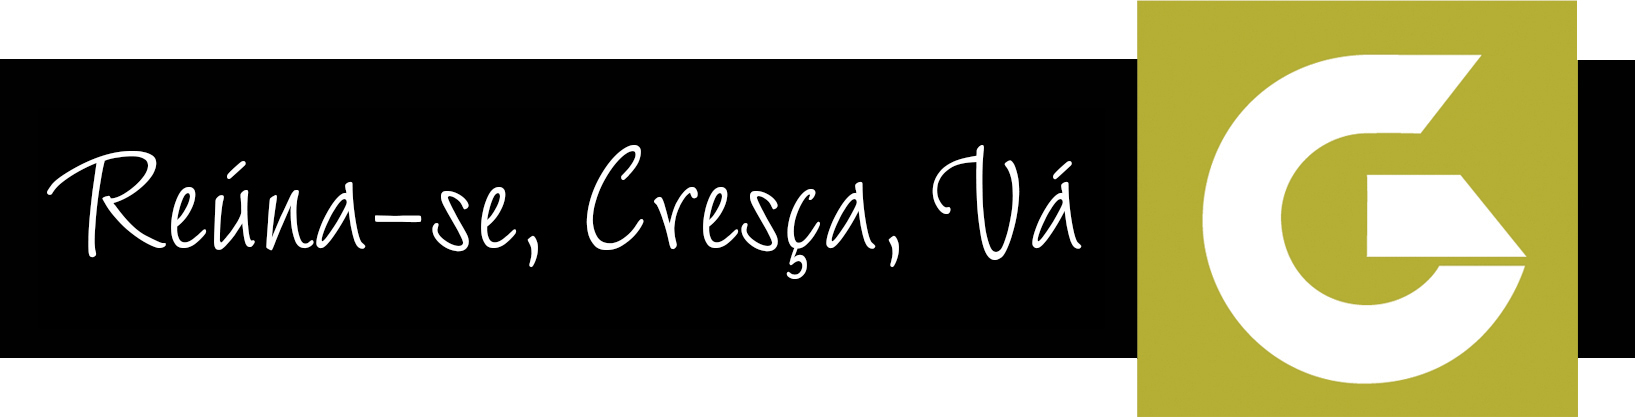 Reúna-se, Cresça, Vá G